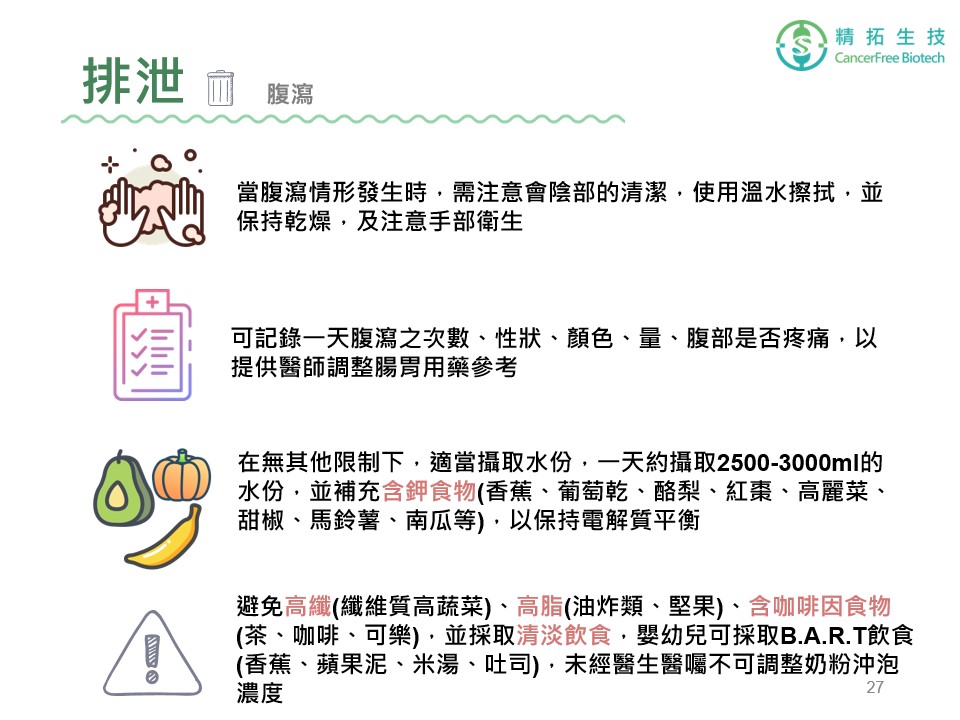 精拓生技
CancerFree Biotech
排泄
腹瀉
當腹瀉情形發生時，需注意會陰部的清潔，使用溫水擦拭，並
保持乾燥，及注意手部衛生
可記錄一天腹瀉之次數、性狀、顏色、量、腹部是否疼痛，以
提供醫師調整腸胃用藥參考
在無其他限制下，適當攝取水份，一天約攝取2500-3000ml的
水份，並補充含鉀食物(香蕉、葡萄乾、酪梨、紅棗、高麗菜、
甜椒、馬鈴薯、南瓜等)，以保持電解質平衡
避免高纖(纖維質高蔬菜)、高脂(油炸類、堅果)、含咖啡因食物
(茶、咖啡、可樂)，並採取清淡飲食，嬰幼兒可採取B.A.R.T飲食
(香蕉、蘋果泥、米湯、吐司)，未經醫生醫囑不可調整奶粉沖泡
濃度
27